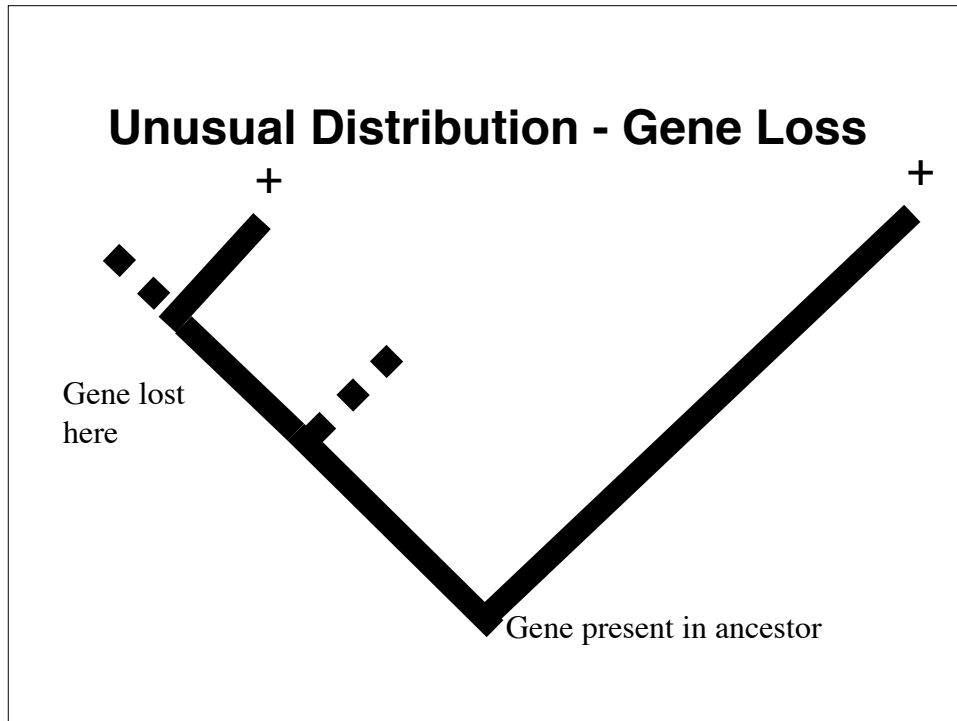 Unusual Distribution - Gene Loss
+
+
Gene lost
here
Gene present in ancestor